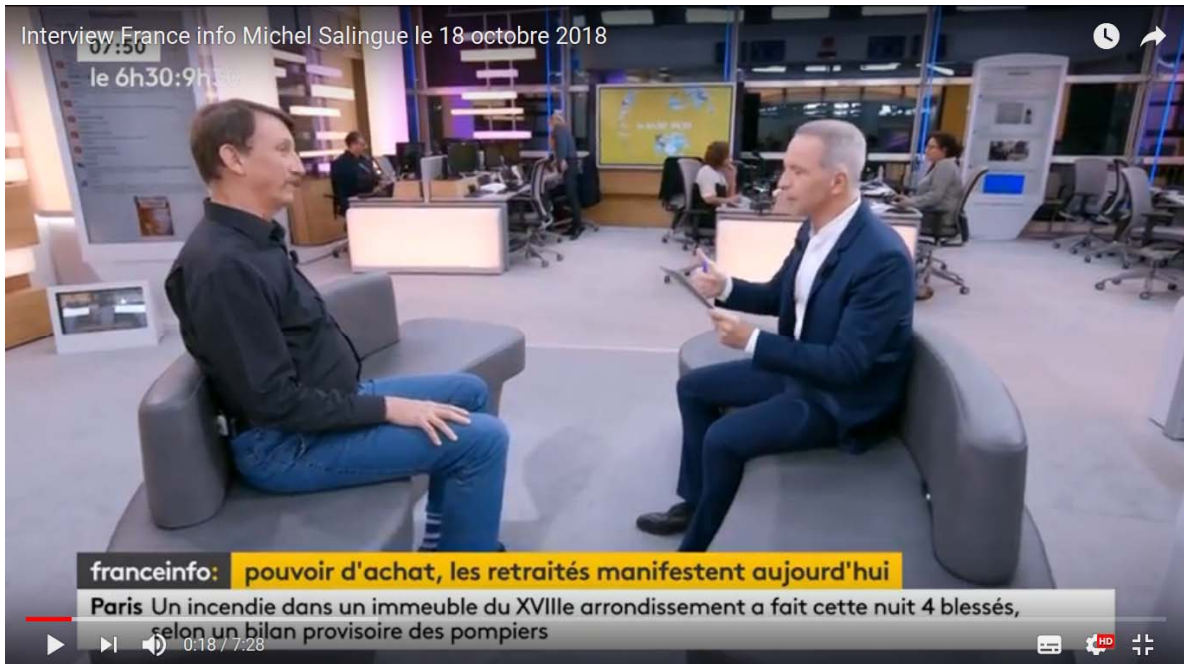 Interview France info Michel Salingue le 18 octobre 2018
07:50
le 6h30:9h30
franceinfo: pouvoir d'achat, les retraités manifestent aujourd'hui
Paris Un incendie dans un immeuble du XVIIIe arrondissement a fait cette nuit 4 blessés,
selon un bilan provisoire des pompiers
0:18 / 7:28
HD